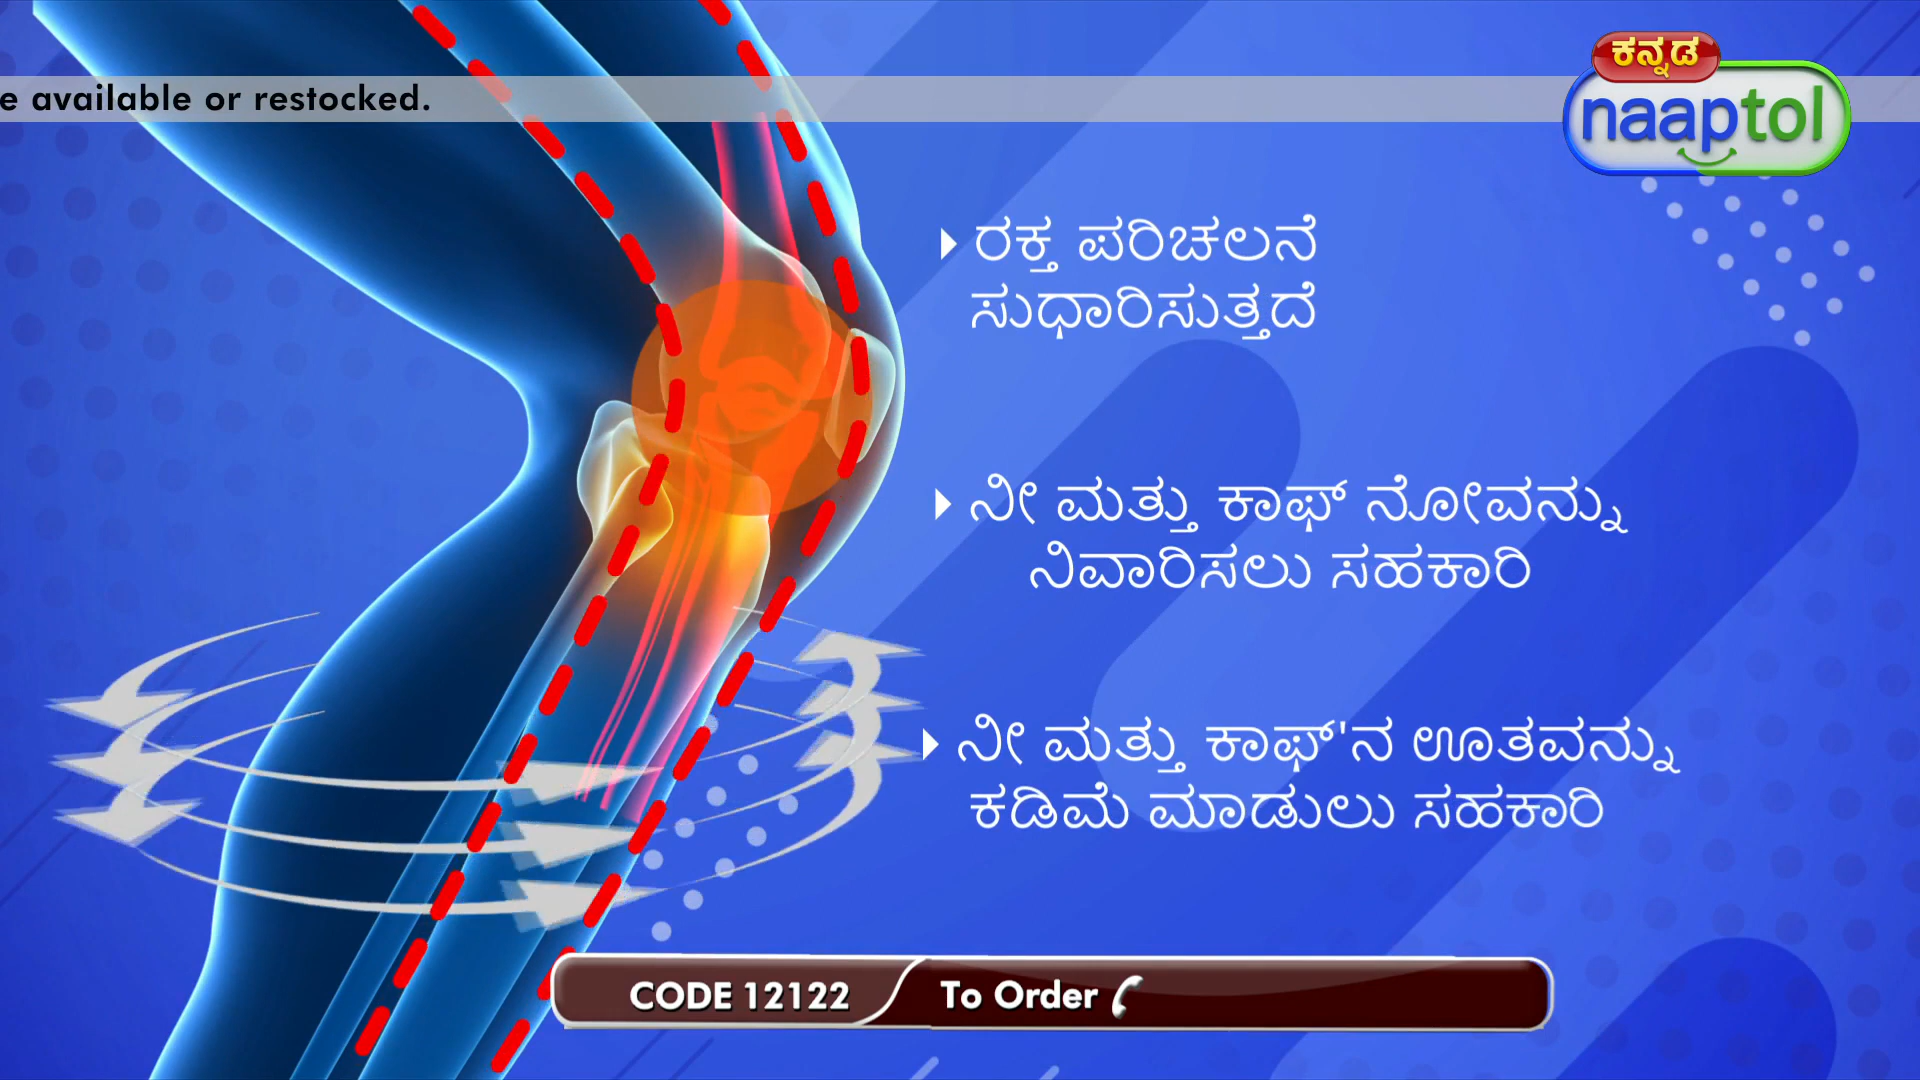 ಕನ್ನಡ
e available or restocked.
naaptol
ರಕ್ತ ಪರಿಚಲನೆ
ಸುಧಾರಿಸುತ್ತದೆ
ನೀ ಮತ್ತು ಕಾಫ್ ನೋವನ್ನು
ನಿವಾರಿಸಲು ಸಹಕಾರಿ
ನೀ ಮತ್ತು ಕಾಫ್'ನ ಊತವನ್ನು
ಕಡಿಮೆ ಮಾಡುಲು ಸಹಕಾರಿ
CODE 12122 To Order